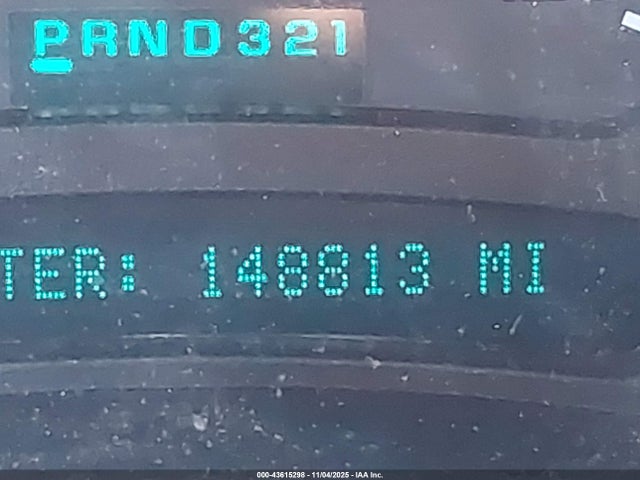 PRND321
TER: 148813 MI
000-43615298 - 11/04/2025 - IAA Inc.